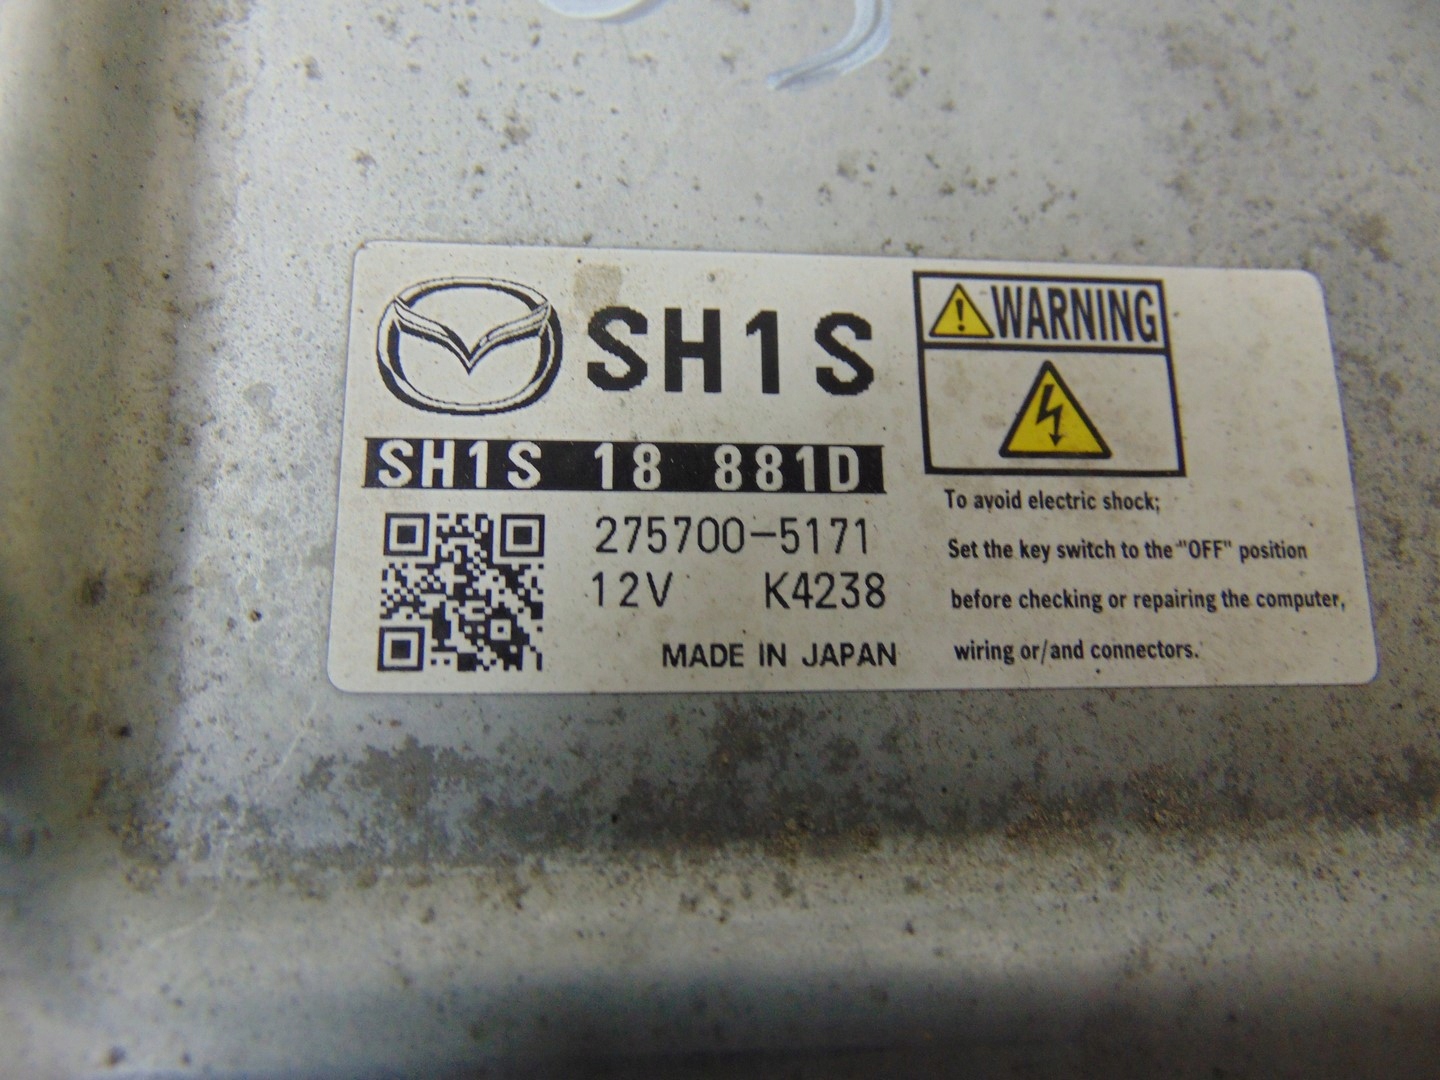 SH1S
SH1S 18 881D
275700-5171
12V K4238
MADE IN JAPAN
WARNING
To avoid electric shock;
Set the key switch to the "OFF" position
before checking or repairing the computer,
wiring or/and connectors.